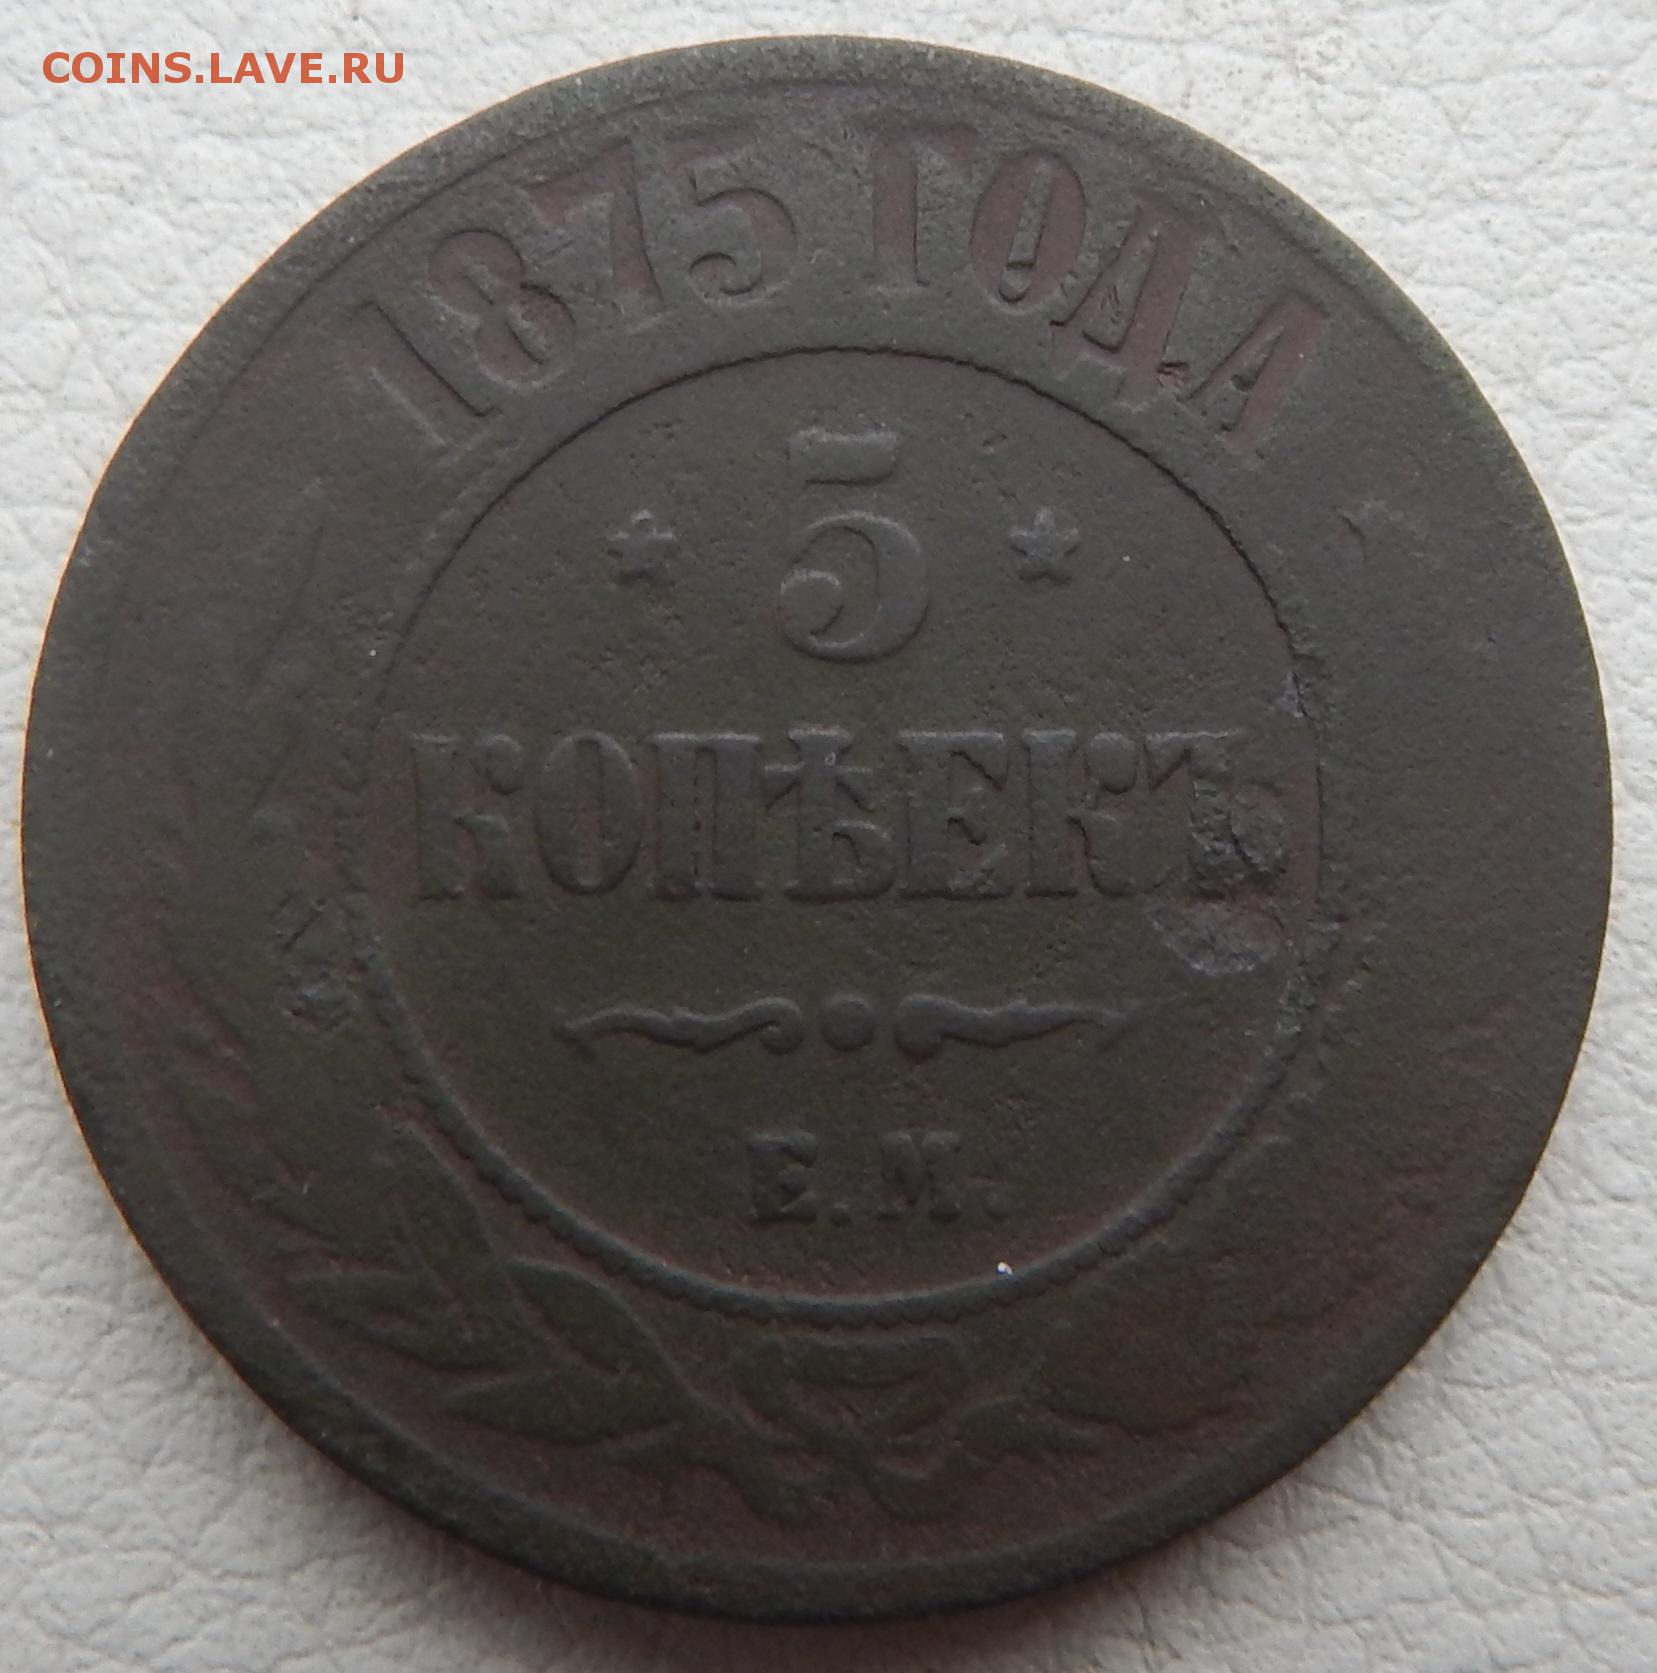 COINS.LAVE.RU
1875 ГОДА
5
КОПѢЕКЪ
Е.М.